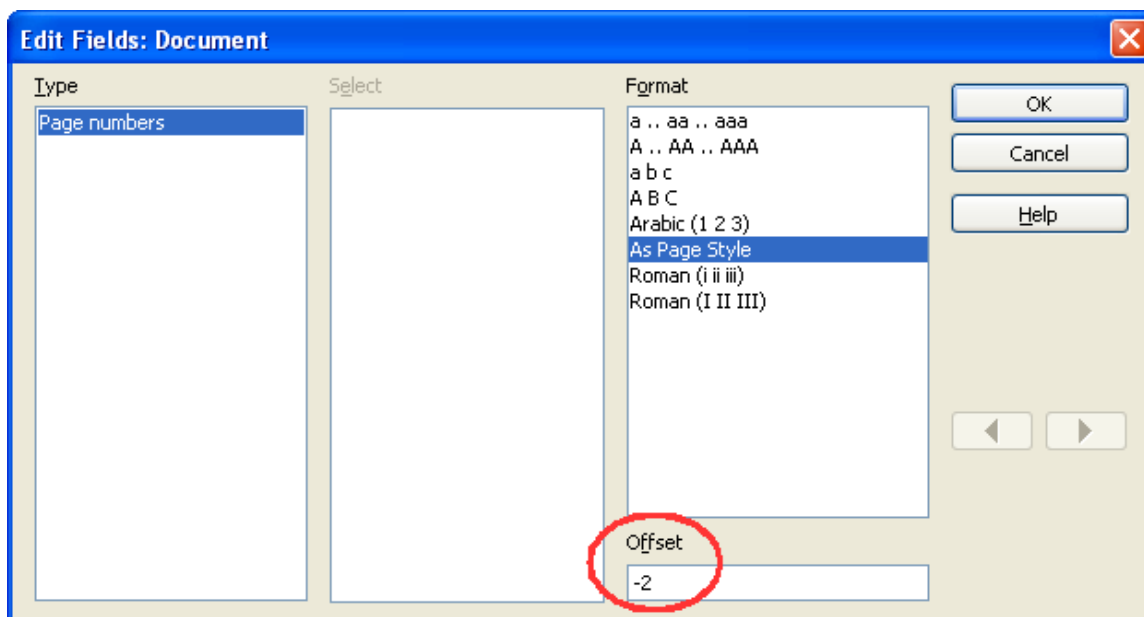 Edit Fields: Document
Type
Page numbers
Select
Format
a .. aa .. aaa
A .. AA .. AAA
a b c
A B C
Arabic (1 2 3)
As Page Style
Roman (i ii iii)
Roman (I II III)
Offset
-2
OK
Cancel
Help